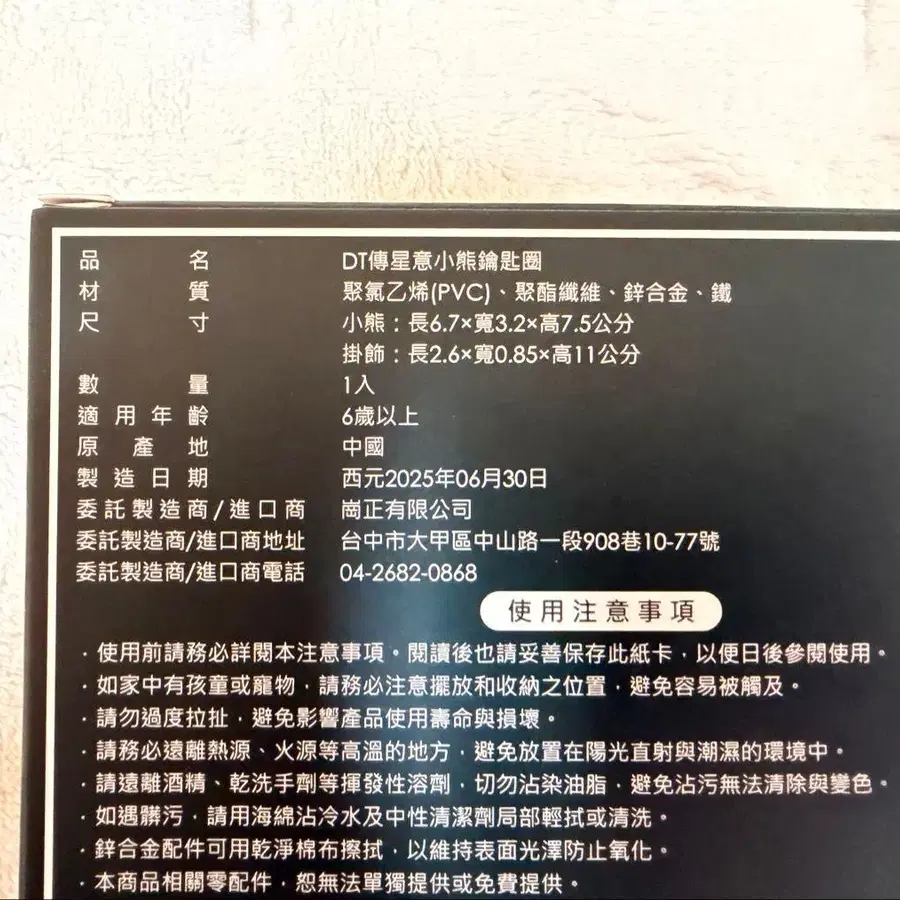 品名 DT傳星意小熊鑰匙圈
材質 聚氯乙烯(PVC)、聚酯纖維、鋅合金、鐵
尺寸 小熊：長6.7×寬3.2×高7.5公分
掛飾：長2.6×寬0.85×高11公分
數量 1入
適用年齡 6歲以上
原產地 中國
製造日期 西元2025年06月30日
委託製造商/進口商 崗正有限公司
委託製造商/進口商地址 台中市大甲區中山路一段908巷10-77號
委託製造商/進口商電話 04-2682-0868
使用注意事項
·使用前請務必詳閱本注意事項。閱讀後也請妥善保存此紙卡，以便日後參閱使用。
·如家中有孩童或寵物，請務必注意擺放和收納之位置，避免容易被觸及。
·請勿過度拉扯，避免影響產品使用壽命與損壞。
·請務必遠離熱源、火源等高溫的地方，避免放置在陽光直射與潮濕的環境中。
·請遠離酒精、乾洗手劑等揮發性溶劑，切勿沾染油脂，避免沾污無法清除與變色。
·如遇髒污，請用海綿沾冷水及中性清潔劑局部輕拭或清洗。
·鋅合金配件可用乾淨棉布擦拭，以維持表面光澤防止氧化。
·本商品相關零配件，恕無法單獨提供或免費提供。